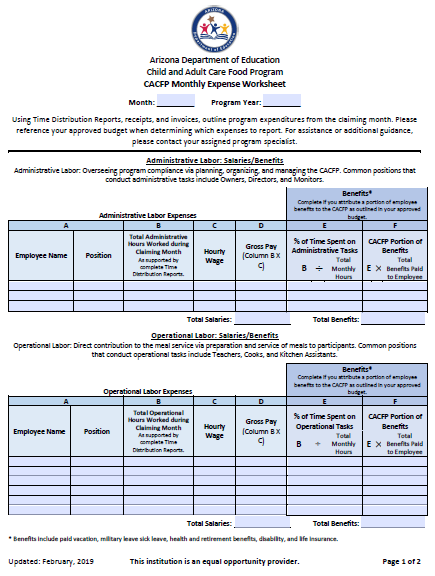 ARIZONA
Department of Education
Arizona Department of Education
Child and Adult Care Food Program
CACFP Monthly Expense Worksheet
Month: Program Year:
Using Time Distribution Reports, receipts, and invoices, outline program expenditures from the claiming month. Please
reference your approved budget when determining which expenses to report. For assistance or additional guidance,
please contact your assigned program specialist.
Administrative Labor: Salaries/Benefits
Administrative Labor: Overseeing program compliance via planning, organizing, and managing the CACFP. Common positions that
conduct administrative tasks include Owners, Directors, and Monitors.
Benefits*
Complete if you attribute a portion of employee
benefits to the CACFP as outlined in your approved
budget.
Administrative Labor Expenses
A B C D E F
Employee Name
Position
Total Administrative
Hours Worked during
Claiming Month
As supported by
complete Time
Distribution Reports.
Hourly
Wage
Gross Pay
(Column B X
C)
% of Time Spent on
Administrative Tasks
B ÷ Total
Monthly
Hours
CACFP Portion of
Benefits
E X Total
Benefits Paid
to Employee
Total Salaries: Total Benefits:
Operational Labor: Salaries/Benefits
Operational Labor: Direct contribution to the meal service via preparation and service of meals to participants. Common positions
that conduct operational tasks include Teachers, Cooks, and Kitchen Assistants.
Benefits*
Complete if you attribute a portion of employee
benefits to the CACFP as outlined in your approved
budget.
Operational Labor Expenses
A B C D E F
Employee Name
Position
Total Operational
Hours Worked during
Claiming Month
As supported by
complete Time
Distribution Reports.
Hourly
Wage
Gross Pay
(Column B X
C)
% of Time Spent on
Operational Tasks
B ÷ Total
Monthly
Hours
CACFP Portion of
Benefits
E X Total
Benefits Paid
to Employee
Total Salaries: Total Benefits:
* Benefits include paid vacation, military leave sick leave, health and retirement benefits, disability, and life insurance.
Updated: February, 2019 This institution is an equal opportunity provider. Page 1 of 2